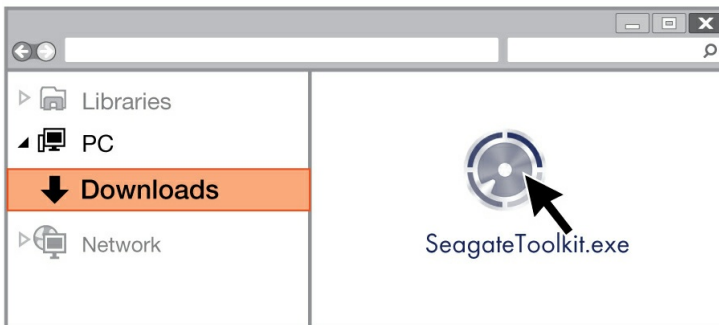 Libraries
PC
Downloads
Network
SeagateToolkit.exe